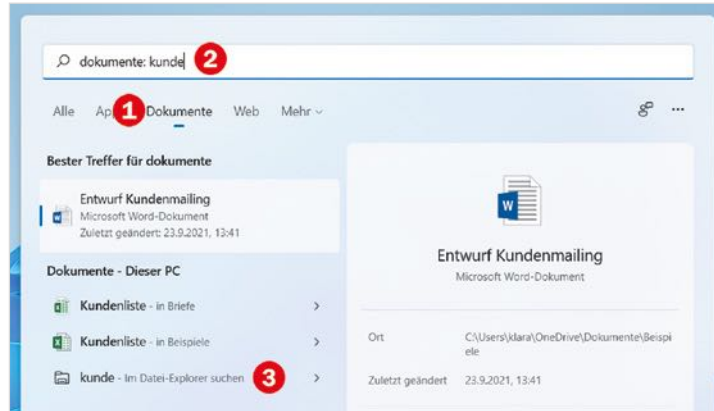 dokumente: kunde 2
Alle Ap 1 Dokumente Web Mehr
Bester Treffer für dokumente
Entwurf Kundenmailing
Microsoft Word-Dokument
Zuletzt geändert: 23.9.2021, 13:41
Dokumente - Dieser PC
Kundenliste - in Briefe
Kundenliste - in Beispiele
kunde - Im Datei-Explorer suchen 3
W
Entwurf Kundenmailing
Microsoft Word-Dokument
Ort C:\Users\klara\OneDrive\Dokumente\Beispi
ele
Zuletzt geändert 23.9.2021, 13:41